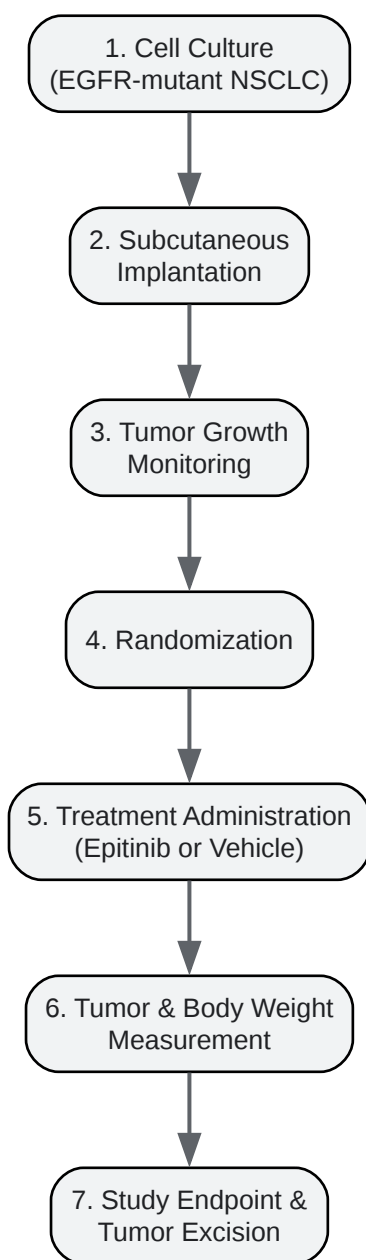 1. Cell Culture
(EGFR-mutant NSCLC)
2. Subcutaneous
Implantation
3. Tumor Growth
Monitoring
4. Randomization
5. Treatment Administration
(Epitinib or Vehicle)
6. Tumor & Body Weight
Measurement
7. Study Endpoint &
Tumor Excision